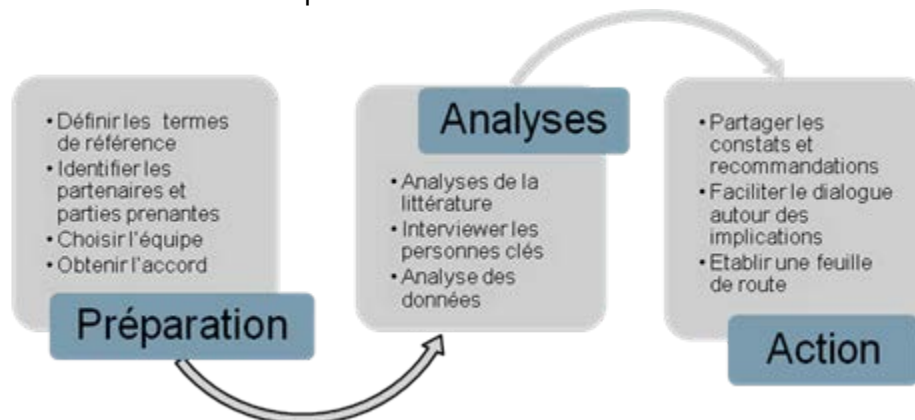 • Définir les termes
de référence
• Identifier les
partenaires et
parties prenantes
• Choisir l'équipe
• Obtenir l'accord
Préparation
Analyses
• Analyses de la
littérature
• Interviewer les
personnes clés
• Analyse des
données
• Partager les
constats et
recommandations
• Faciliter le dialogue
autour des
implications
• Etablir une feuille
de route
Action